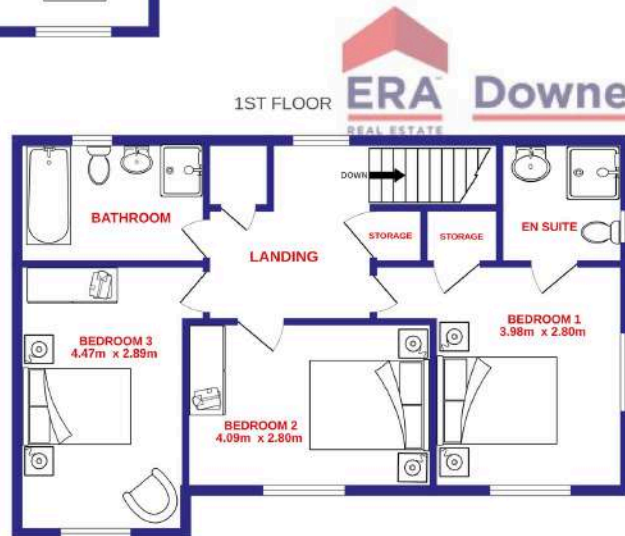 1ST FLOOR
ERA Downe
REAL ESTATE
DOWN
BATHROOM
EN SUITE
STORAGE
STORAGE
LANDING
BEDROOM 1
3.98m x 2.80m
BEDROOM 3
4.47m x 2.89m
BEDROOM 2
4.09m x 2.80m